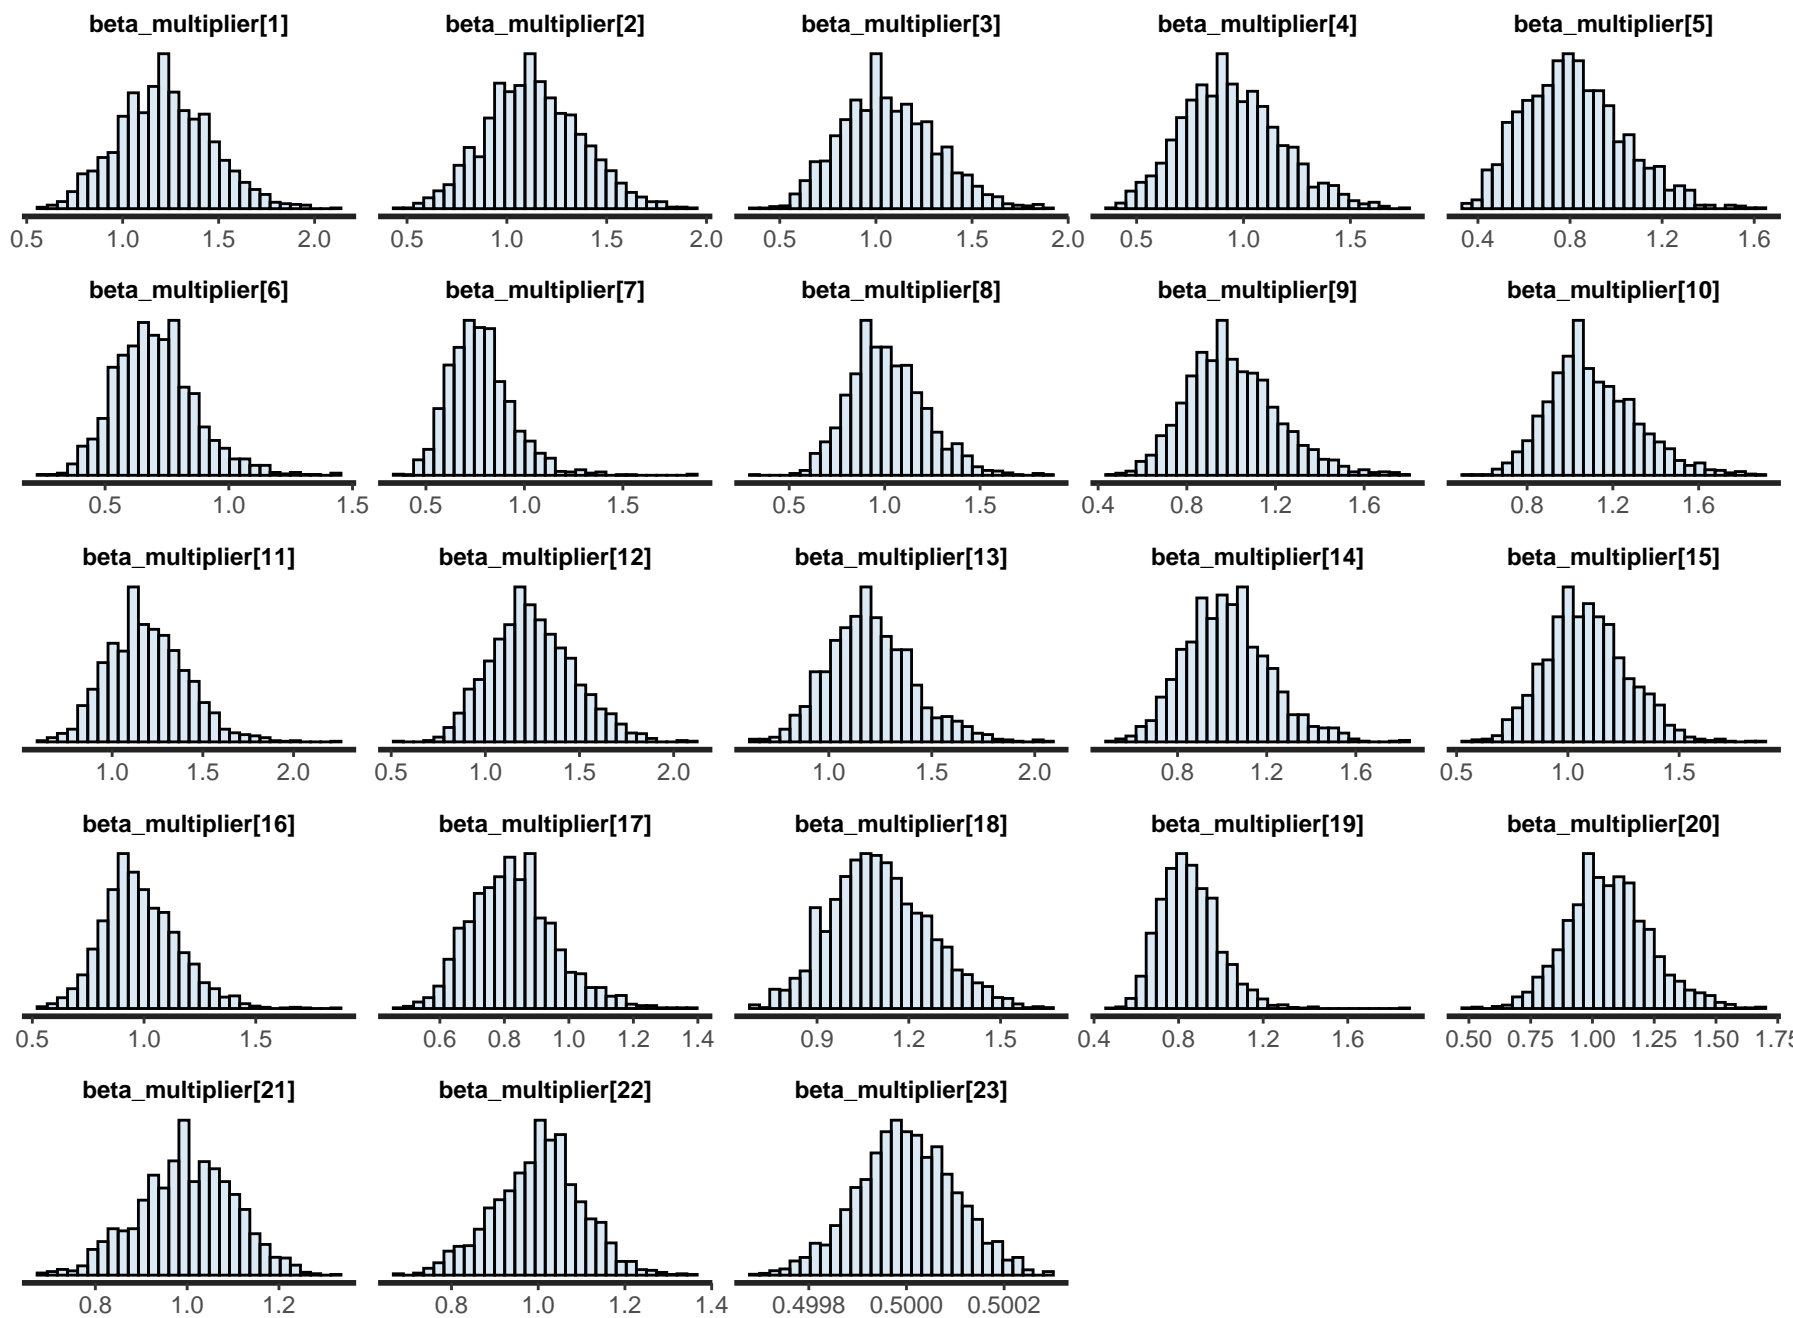 beta_multiplier[1] beta_multiplier[2] beta_multiplier[3] beta_multiplier[4] beta_multiplier[5]
0.5 1.0 1.5 2.0 0.5 1.0 1.5 2.0 0.5 1.0 1.5 2.0 0.5 1.0 1.5 0.4 0.8 1.2 1.6
beta_multiplier[6] beta_multiplier[7] beta_multiplier[8] beta_multiplier[9] beta_multiplier[10]
0.5 1.0 1.5 0.5 1.0 1.5 0.5 1.0 1.5 0.4 0.8 1.2 1.6 0.8 1.2 1.6
beta_multiplier[11] beta_multiplier[12] beta_multiplier[13] beta_multiplier[14] beta_multiplier[15]
1.0 1.5 2.0 0.5 1.0 1.5 2.0 1.0 1.5 2.0 0.8 1.2 1.6 0.5 1.0 1.5
beta_multiplier[16] beta_multiplier[17] beta_multiplier[18] beta_multiplier[19] beta_multiplier[20]
0.5 1.0 1.5 0.6 0.8 1.0 1.2 1.4 0.9 1.2 1.5 0.4 0.8 1.2 1.6 0.50 0.75 1.00 1.25 1.50 1.75
beta_multiplier[21] beta_multiplier[22] beta_multiplier[23]
0.8 1.0 1.2 0.8 1.0 1.2 1.4 0.4998 0.5000 0.5002